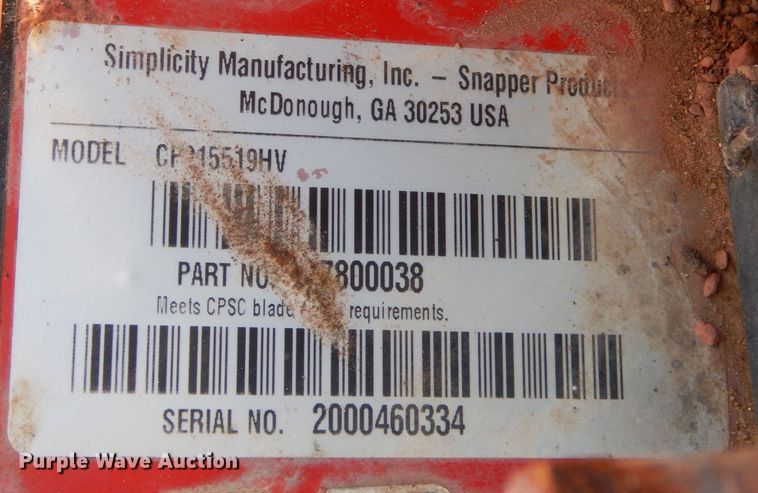 Simplicity Manufacturing, Inc. – Snapper Products
McDonough, GA 30253 USA
MODEL
PART NO.
Meets CPSC blade requirements.
SERIAL NO. 2000460334
Purple Wave Auction